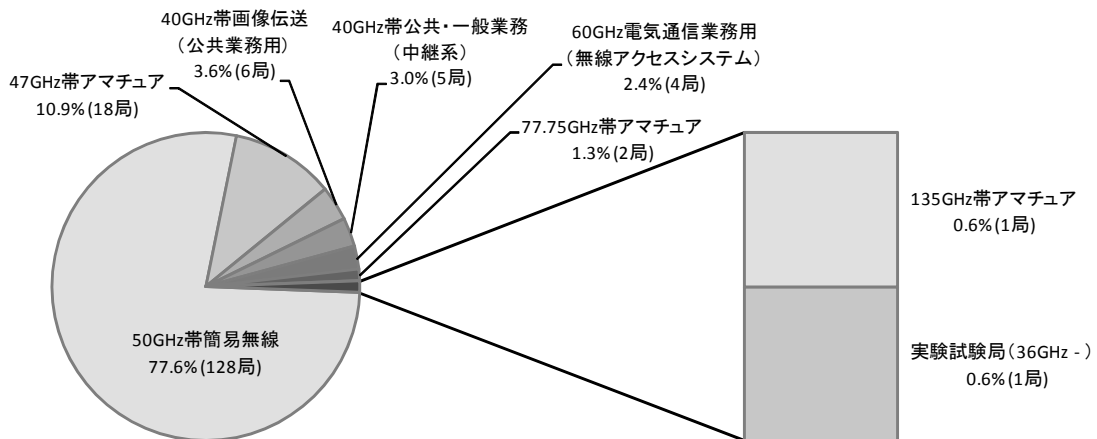 40GHz帯画像伝送
（公共業務用）
3.6%(6局)
40GHz帯公共・一般業務
（中継系）
3.0%(5局)
60GHz電気通信業務用
（無線アクセスシステム）
2.4%(4局)
47GHz帯アマチュア
10.9%(18局)
77.75GHz帯アマチュア
1.3%(2局)
135GHz帯アマチュア
0.6%(1局)
50GHz帯簡易無線
77.6%(128局)
実験試験局（36GHz - ）
0.6%(1局)